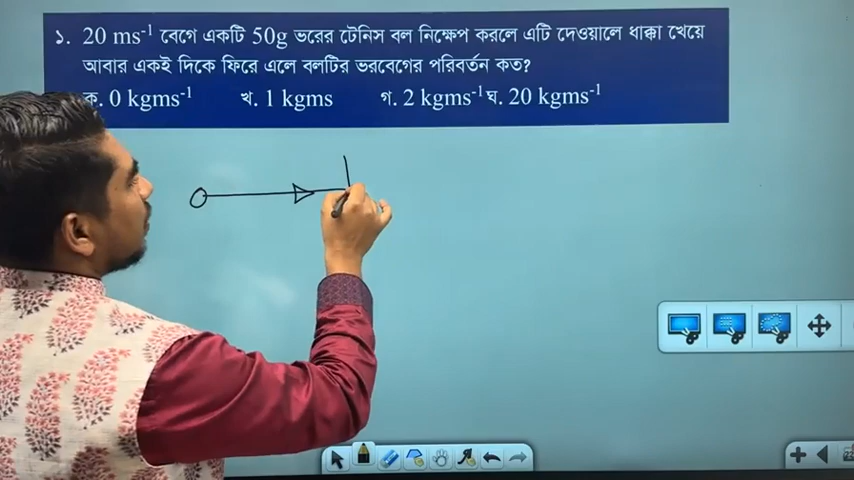 ১. 20 ms⁻¹ বেগে একটি 50g ভরের টেনিস বল নিক্ষেপ করলে এটি দেওয়ালে ধাক্কা খেয়ে
আবার একই দিকে ফিরে এলে বলটির ভরবেগের পরিবর্তন কত?
ক. 0 kgms⁻¹ খ. 1 kgms গ. 2 kgms⁻¹ ঘ. 20 kgms⁻¹